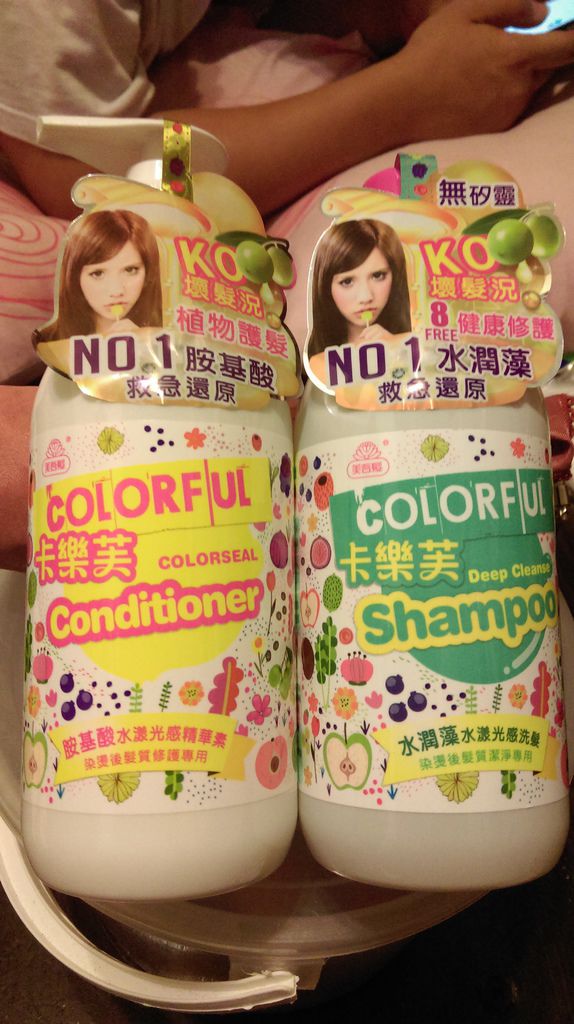 KO
壞髮況
植物護髮
NO.1胺基酸
救急還原
美吾髮
COLORFUL
卡樂芙 COLORSEAL
Conditioner
胺基酸水漾光感精華素
染燙後髮質修護專用
無矽靈
KO
壞髮況
8 FREE 健康修護
NO.1水潤藻
救急還原
美吾髮
COLORFUL
卡樂芙 Deep Cleanse
Shampoo
水潤藻水漾光感洗髮
染燙後髮質潔淨專用